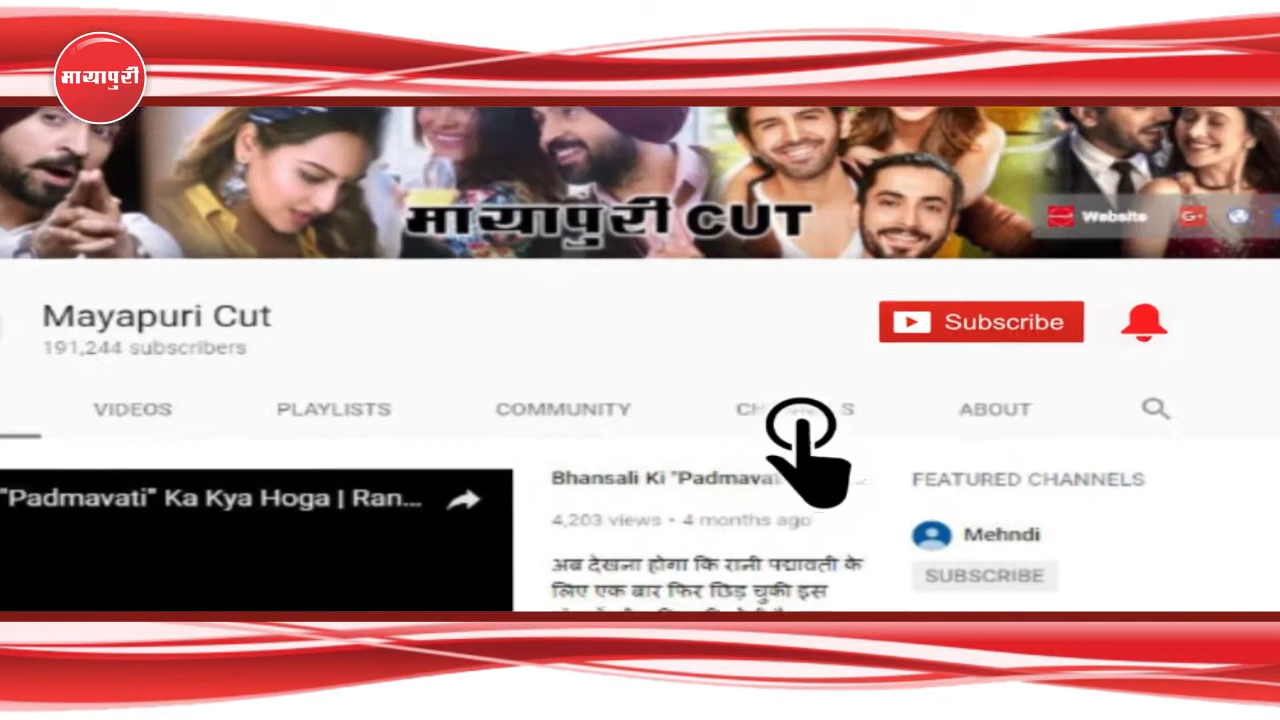 मायापुरी
मायापुरी CUT
Website
G+
Mayapuri Cut
191,244 subscribers
Subscribe
VIDEOS
PLAYLISTS
COMMUNITY
ABOUT
"Padmavati" Ka Kya Hoga | Ran...
Bhansali Ki
4,203 views • 4 months ago
अब देखना होगा कि रानी पद्मावती के
लिए एक बार फिर छिड़ चुकी इस
FEATURED CHANNELS
Mehndi
SUBSCRIBE